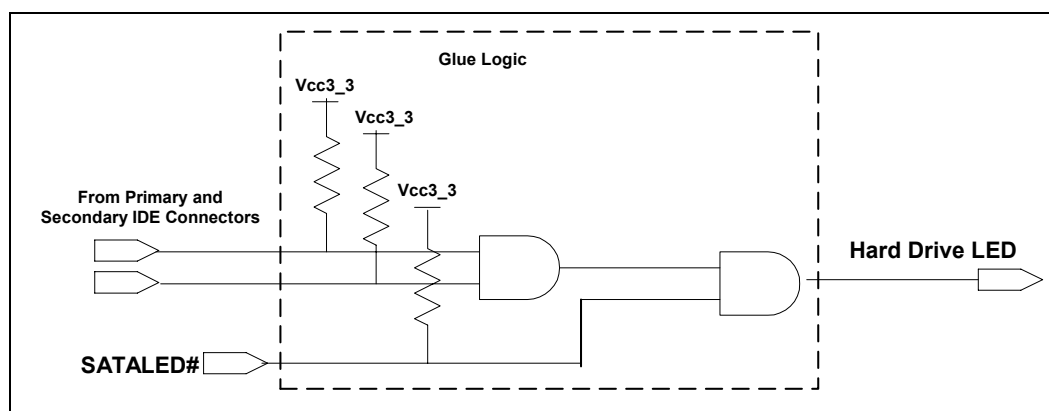 Glue Logic
Vcc3_3
Vcc3_3
Vcc3_3
From Primary and
Secondary IDE Connectors
Hard Drive LED
SATALED#